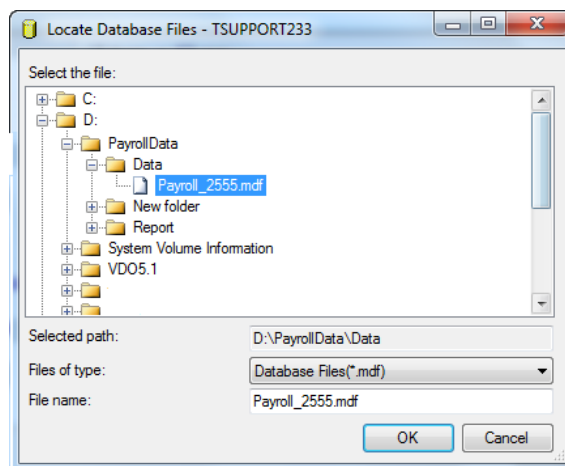 Locate Database Files - TSUPPORT233
Select the file:
C:
D:
PayrollData
Data
Payroll_2555.mdf
New folder
Report
System Volume Information
VDO5.1
Selected path: D:\PayrollData\Data
Files of type: Database Files(*.mdf)
File name: Payroll_2555.mdf
OK Cancel